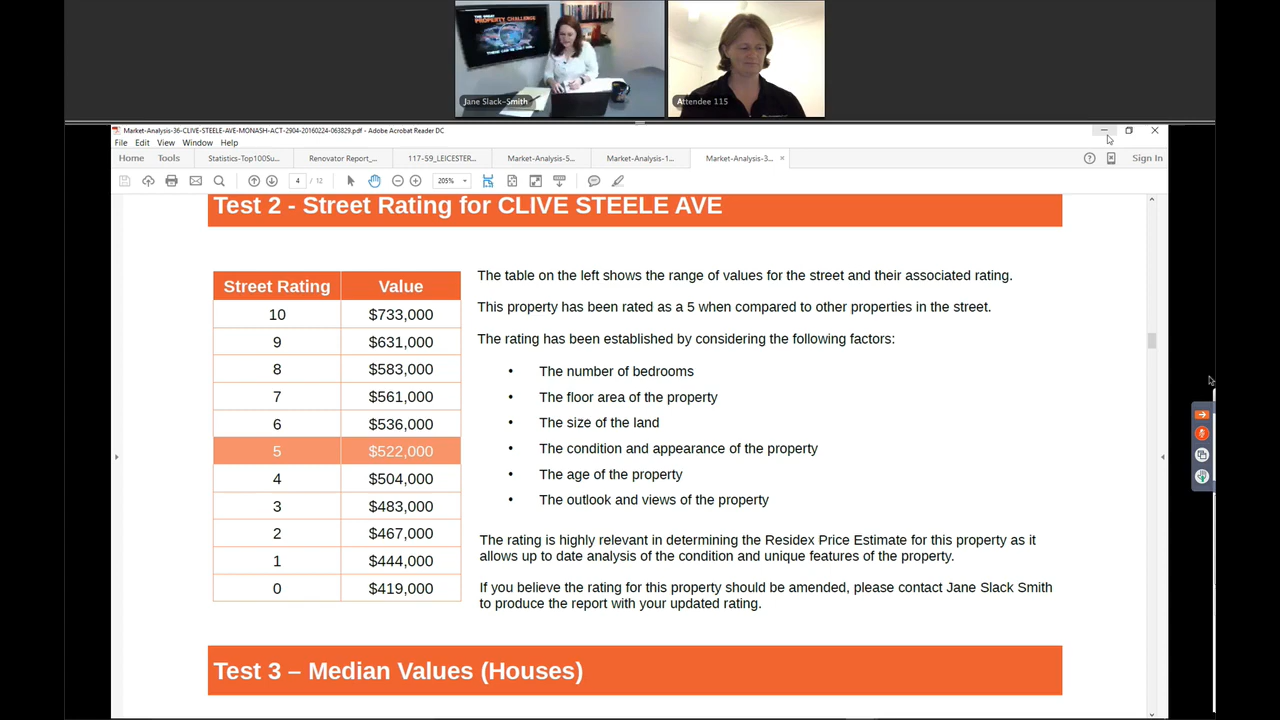 THE GREAT
PROPERTY CHALLENGE
Jane Slack-Smith
Attendee 115
Market-Analysis-36-CLIVE-STEELE-AVE-MONASH-ACT-2904-20160224-063829.pdf - Adobe Acrobat Reader DC
File Edit View Window Help
Home Tools Statistics-Top100Su... Renovator Report_... 117-59_LEICESTER... Market-Analysis-5... Market-Analysis-1... Market-Analysis-3... × Sign In
4 / 12 205%
Test 2 - Street Rating for CLIVE STEELE AVE
Street Rating Value
10 $733,000
9 $631,000
8 $583,000
7 $561,000
6 $536,000
5 $522,000
4 $504,000
3 $483,000
2 $467,000
1 $444,000
0 $419,000
The table on the left shows the range of values for the street and their associated rating.
This property has been rated as a 5 when compared to other properties in the street.
The rating has been established by considering the following factors:
• The number of bedrooms
• The floor area of the property
• The size of the land
• The condition and appearance of the property
• The age of the property
• The outlook and views of the property
The rating is highly relevant in determining the Residex Price Estimate for this property as it
allows up to date analysis of the condition and unique features of the property.
If you believe the rating for this property should be amended, please contact Jane Slack Smith
to produce the report with your updated rating.
Test 3 – Median Values (Houses)